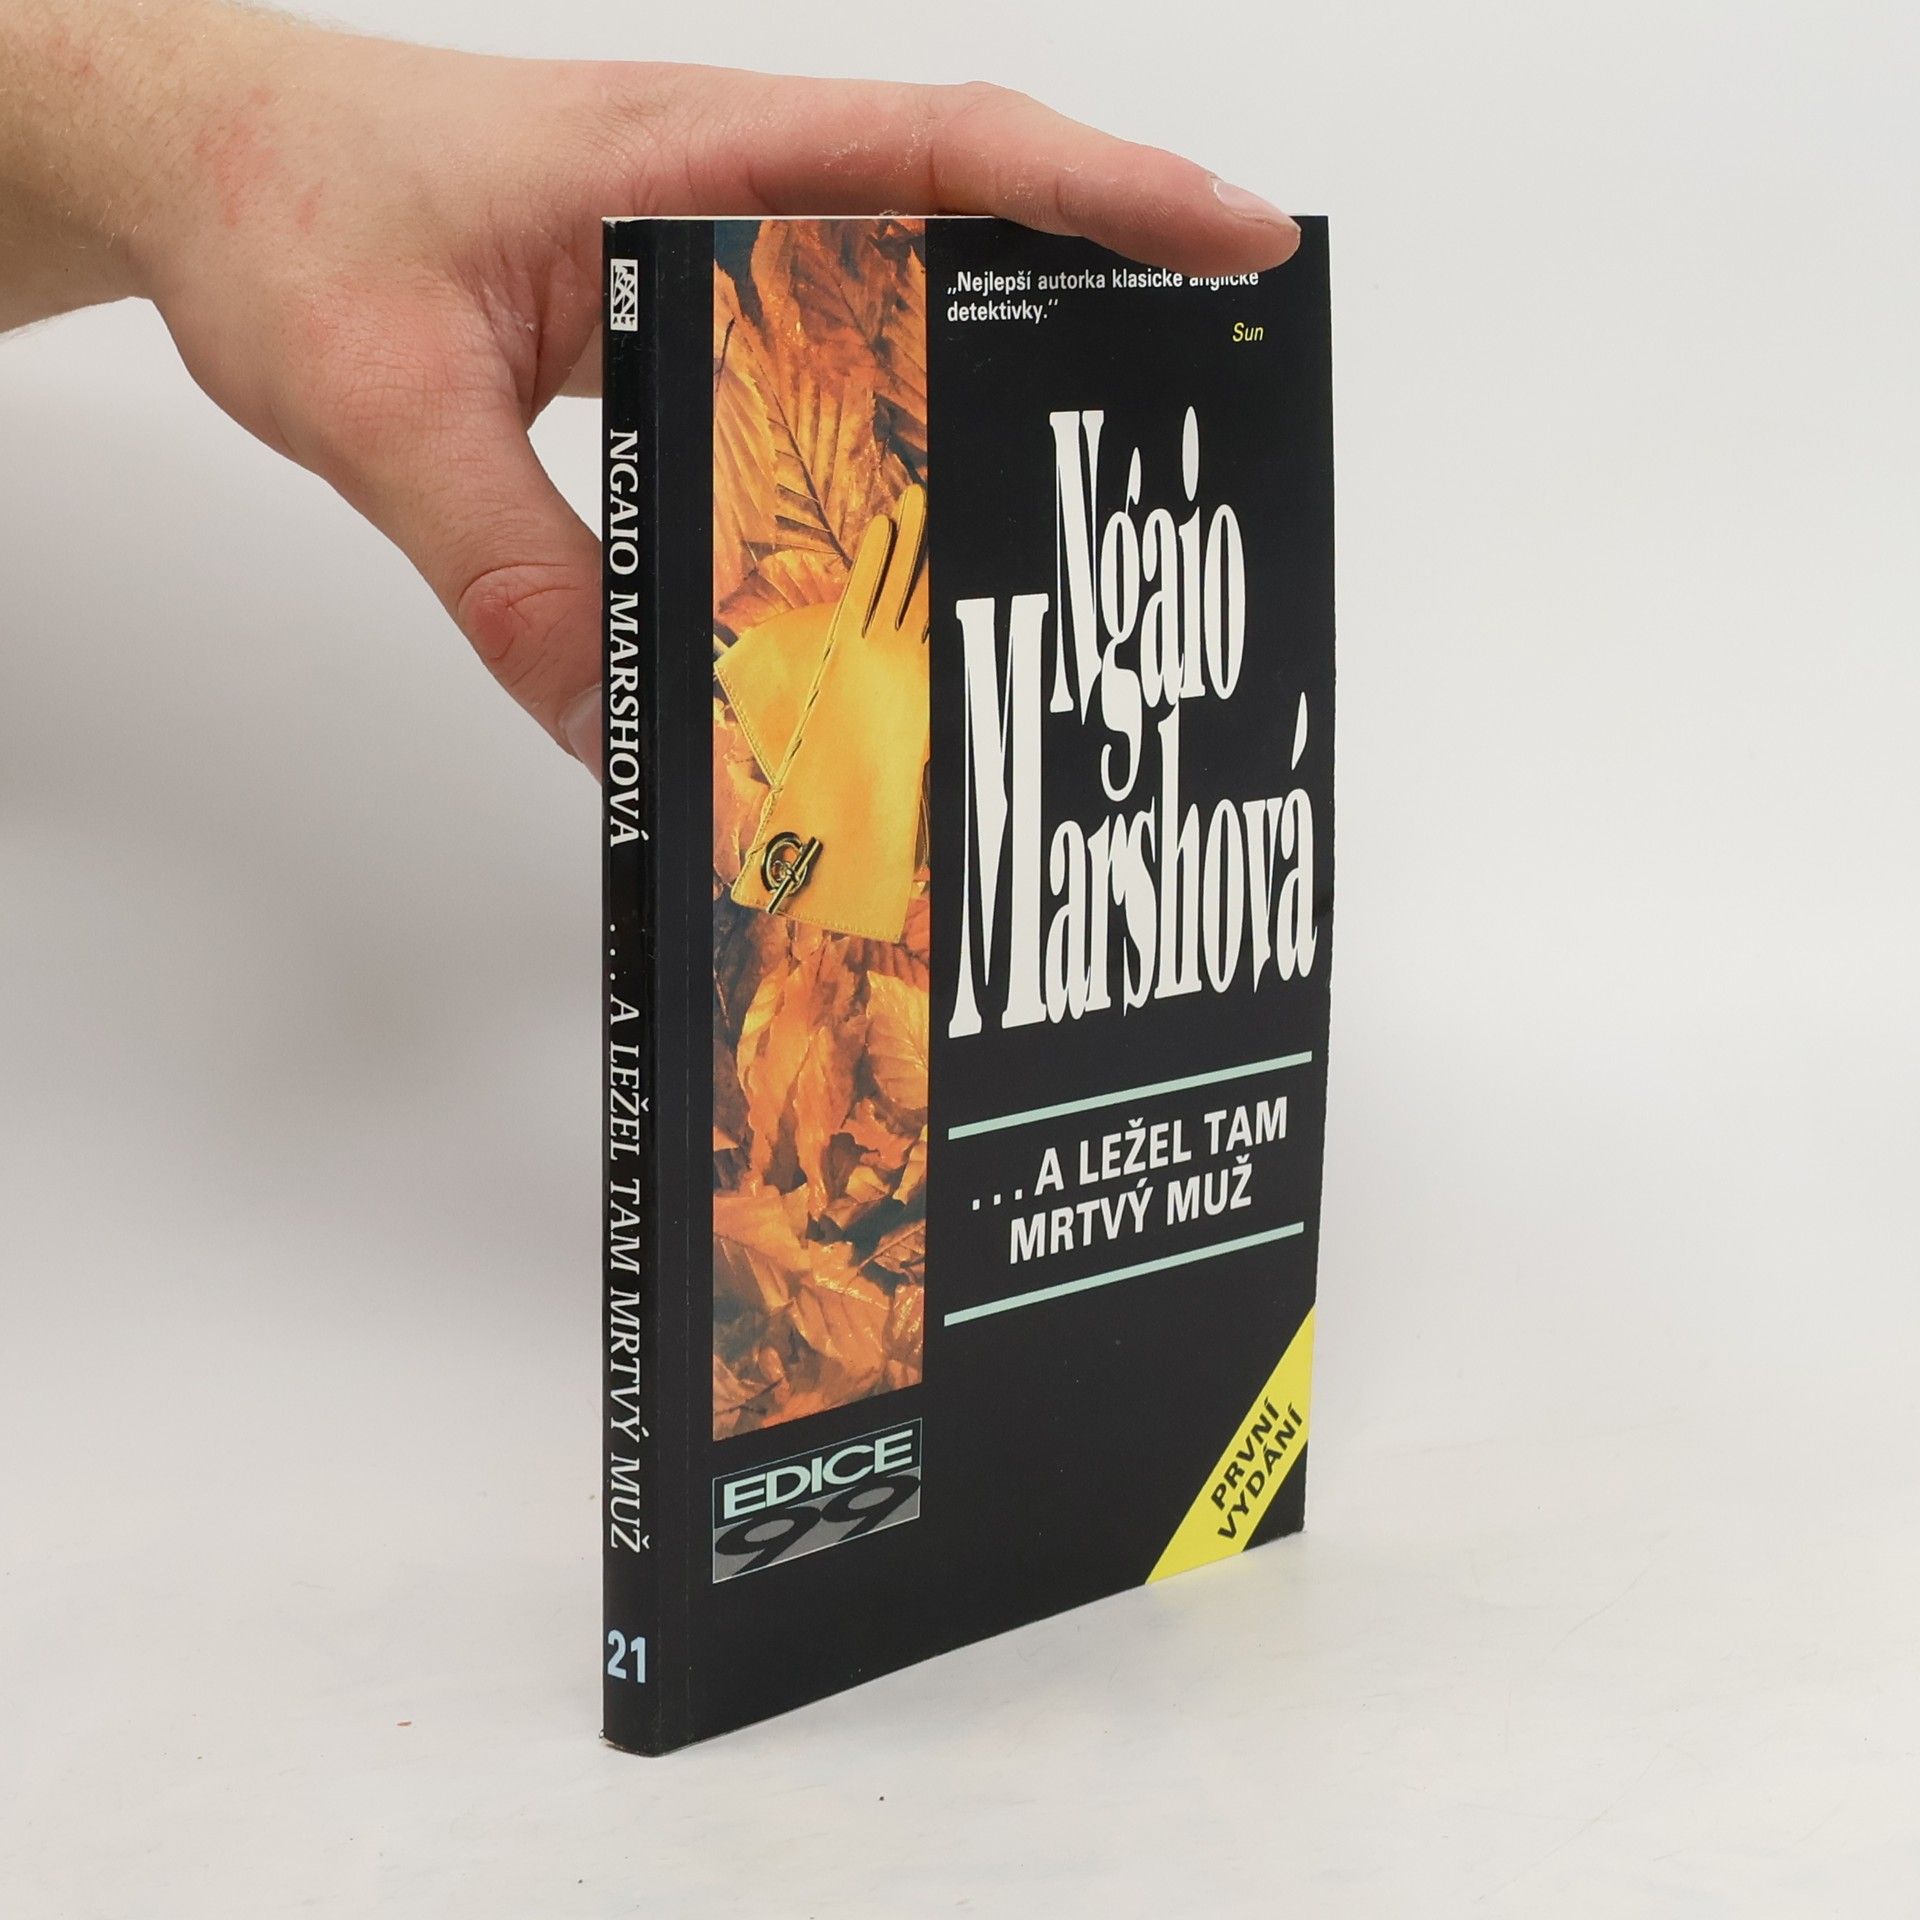 NGAIO MARSHOVÁ ...A LEŽEL TAM MRTVÝ MUŽ
21
„Nejlepší autorka klasické anglické
detektivky.“
Sun
Ngaio
Marshová
...A LEŽEL TAM
MRTVÝ MUŽ
EDICE
99
PRVNÍ
VYDÁNÍ